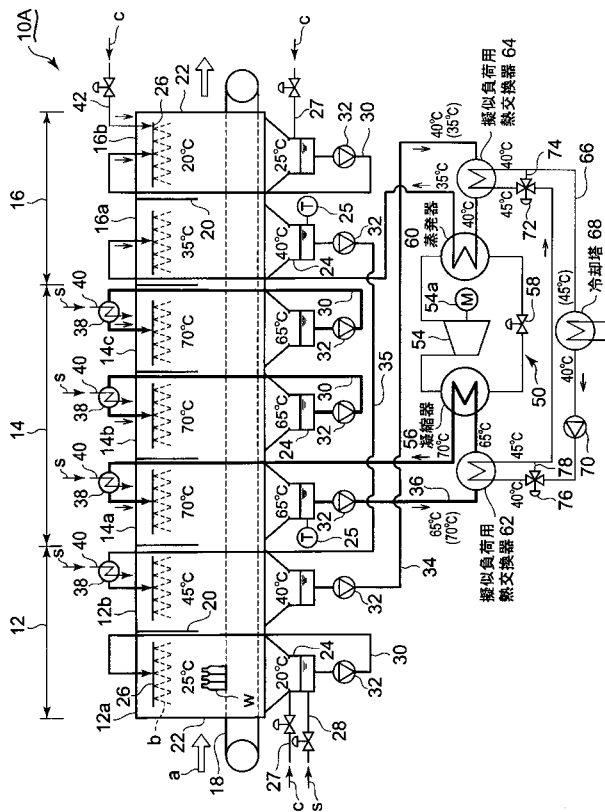 10A
12
14
16
a
c
s
18
22
12a
12b
14a
14b
14c
16a
16b
22
42
c
26
b
25℃
W
20
45℃
70℃
70℃
70℃
35℃
20
20℃
26
s
38
40
s
38
40
s
38
40
s
38
40
27
28
20℃
24
32
30
40℃
32
34
65℃
25
T
32
36
65℃
(70℃)
65℃
24
32
30
65℃
32
30
35
40℃
24
T
25
32
25℃
27
c
32
30
40℃
(35℃)
凝縮器
56
70℃
65℃
54
54a
M
蒸発器
60
40℃
35℃
58
50
擬似負荷用
熱交換器 62
45℃
40℃
76
78
擬似負荷用
熱交換器 64
45℃
40℃
72
74
66
70
40℃
(45℃)
冷却塔 68